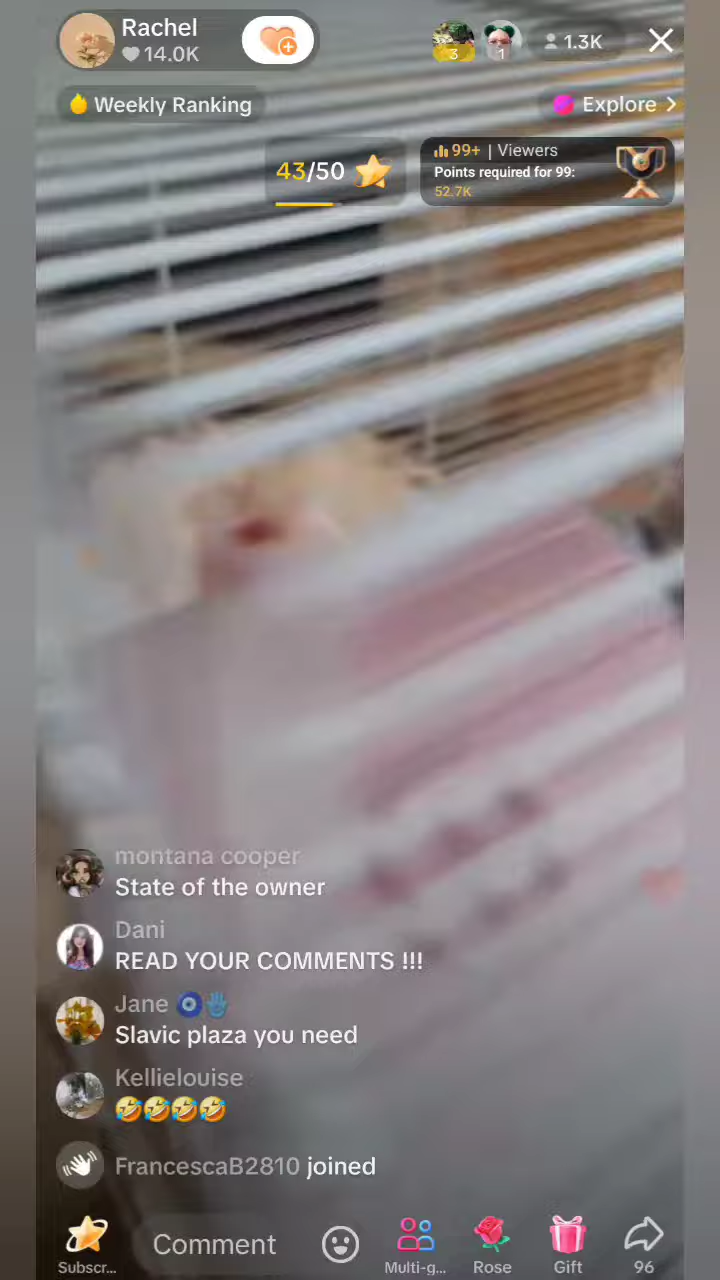 Rachel
14.0K
3
1
1.3K
Weekly Ranking
Explore
43/50
99+ | Viewers
Points required for 99:
52.7K
montana cooper
State of the owner
Dani
READ YOUR COMMENTS !!!
Jane 🧿🪬
Slavic plaza you need
Kellielouise
🤣🤣🤣🤣
FrancescaB2810 joined
Comment
Subscr...
Multi-g...
Rose
Gift
96